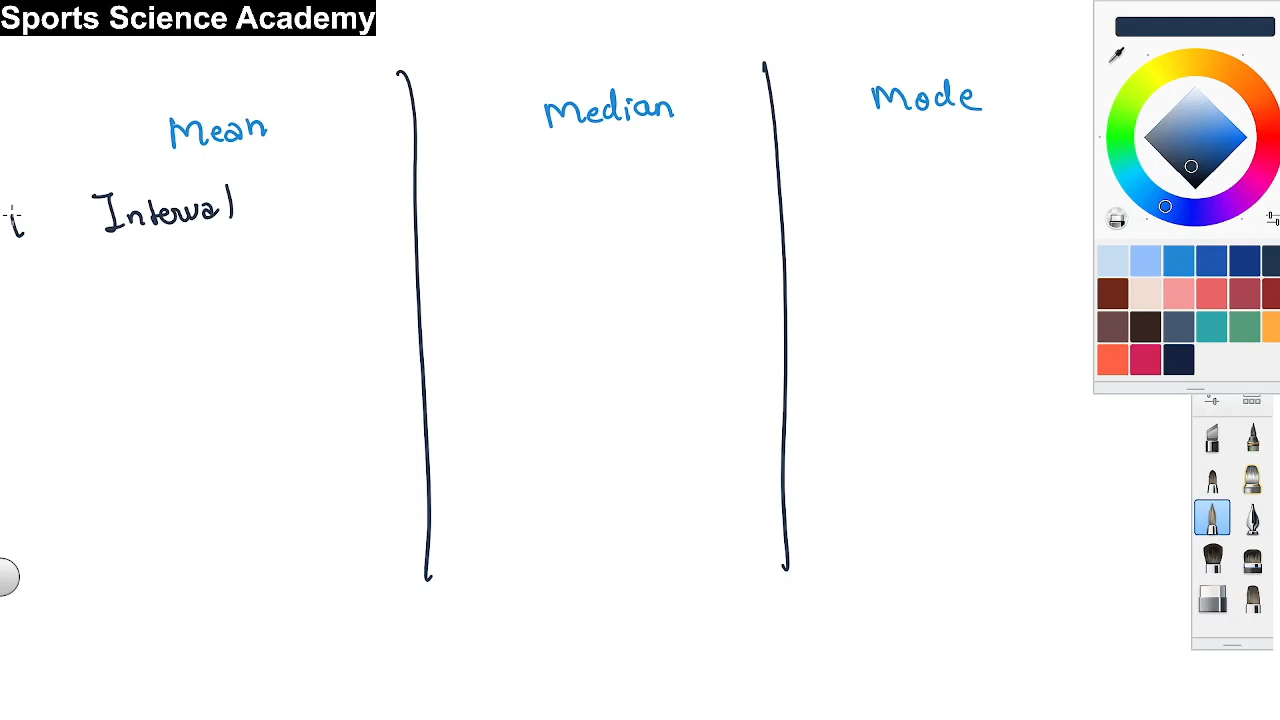 Sports Science Academy
Mean
Median
Mode
i
Interval